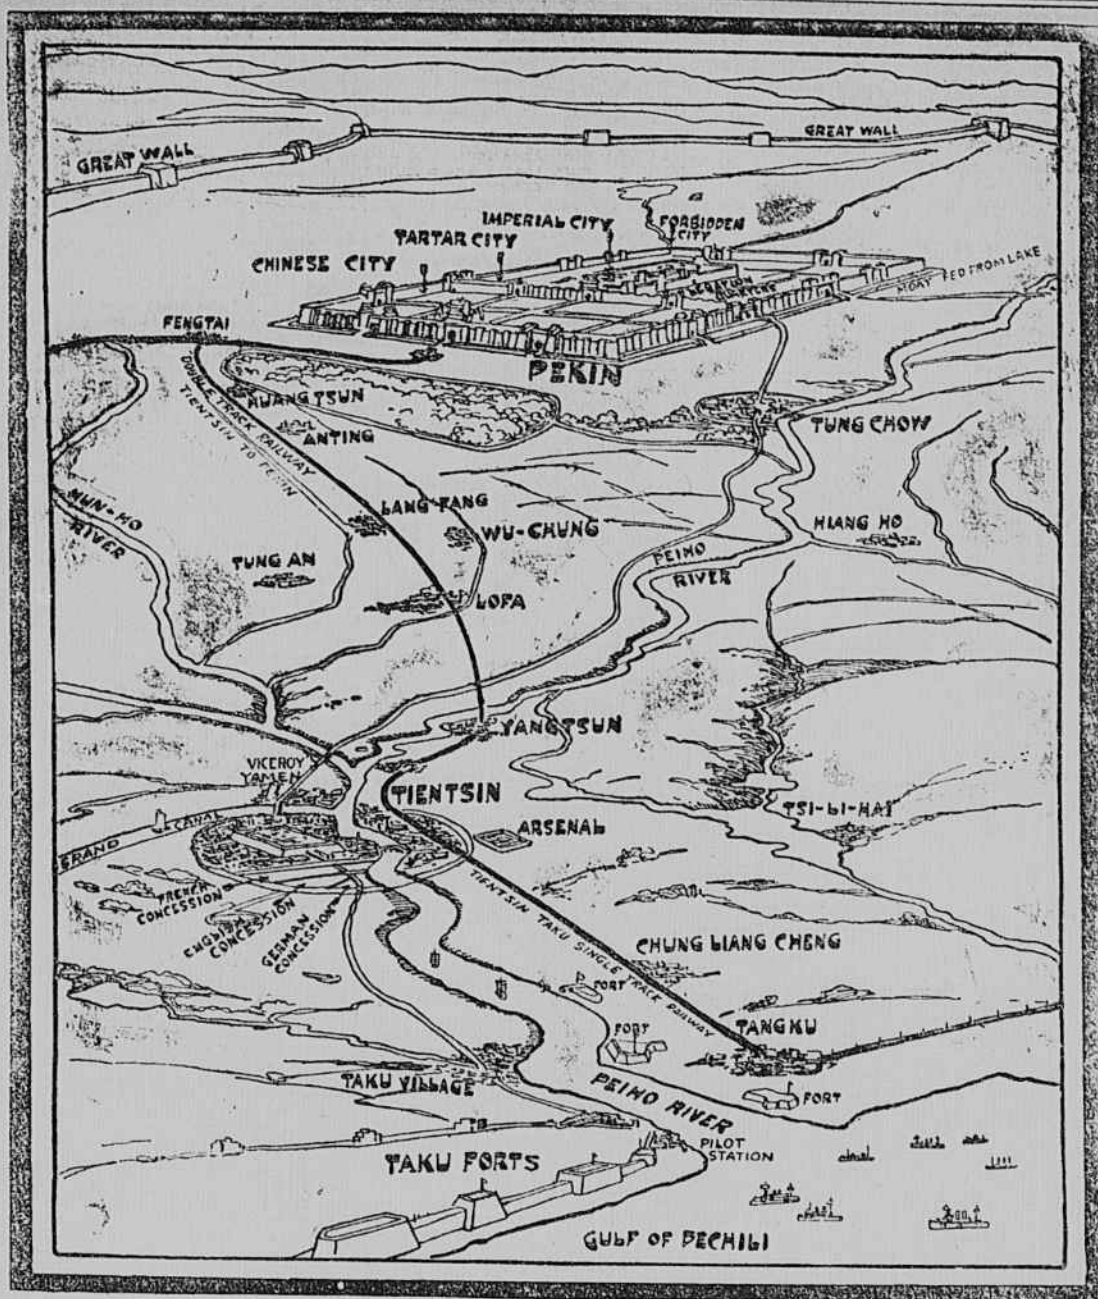 GREAT WALL
GREAT WALL
IMPERIAL CITY
FORBIDDEN
CITY
TARTAR CITY
CHINESE CITY
LEGATION
MOAT FED FROM LAKE
FENGTAI
PEKIN
HUANG TSUN
DOUBLE TRACK RAILWAY
TIENTSIN TO PEKIN
ANTING
TUNG CHOW
LANG-FANG
WU-CHUNG
HUN-HO
RIVER
HIANG HO
PEIHO
RIVER
TUNG AN
LOFA
YANGTSUN
VICEROY
YAMEN
TIENTSIN
TSI-LI-HAI
GRAND CANAL
ARSENAL
FRENCH
CONCESSION
ENGLISH
CONCESSION
GERMAN
CONCESSION
TIENTSIN TAKU SINGLE TRACK RAILWAY
CHUNG LIANG CHENG
FORT
FORT
TANGKU
TAKU VILLAGE
PEIHO RIVER
FORT
PILOT
STATION
TAKU FORTS
GULF OF PECHILI